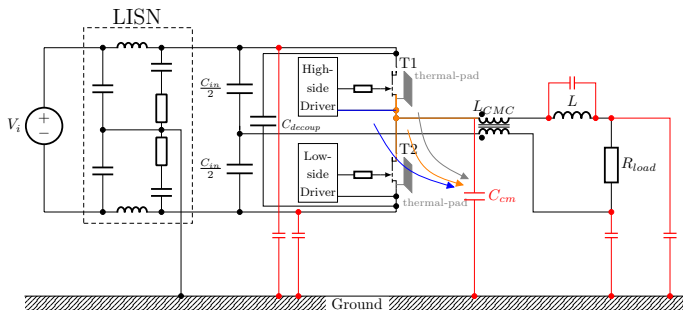 LISN
V_i
+
−
C_in/2
C_in/2
C_decoup
High-
side
Driver
Low-
side
Driver
T1
thermal-pad
T2
thermal-pad
L_CMC
C_cm
L
R_load
Ground